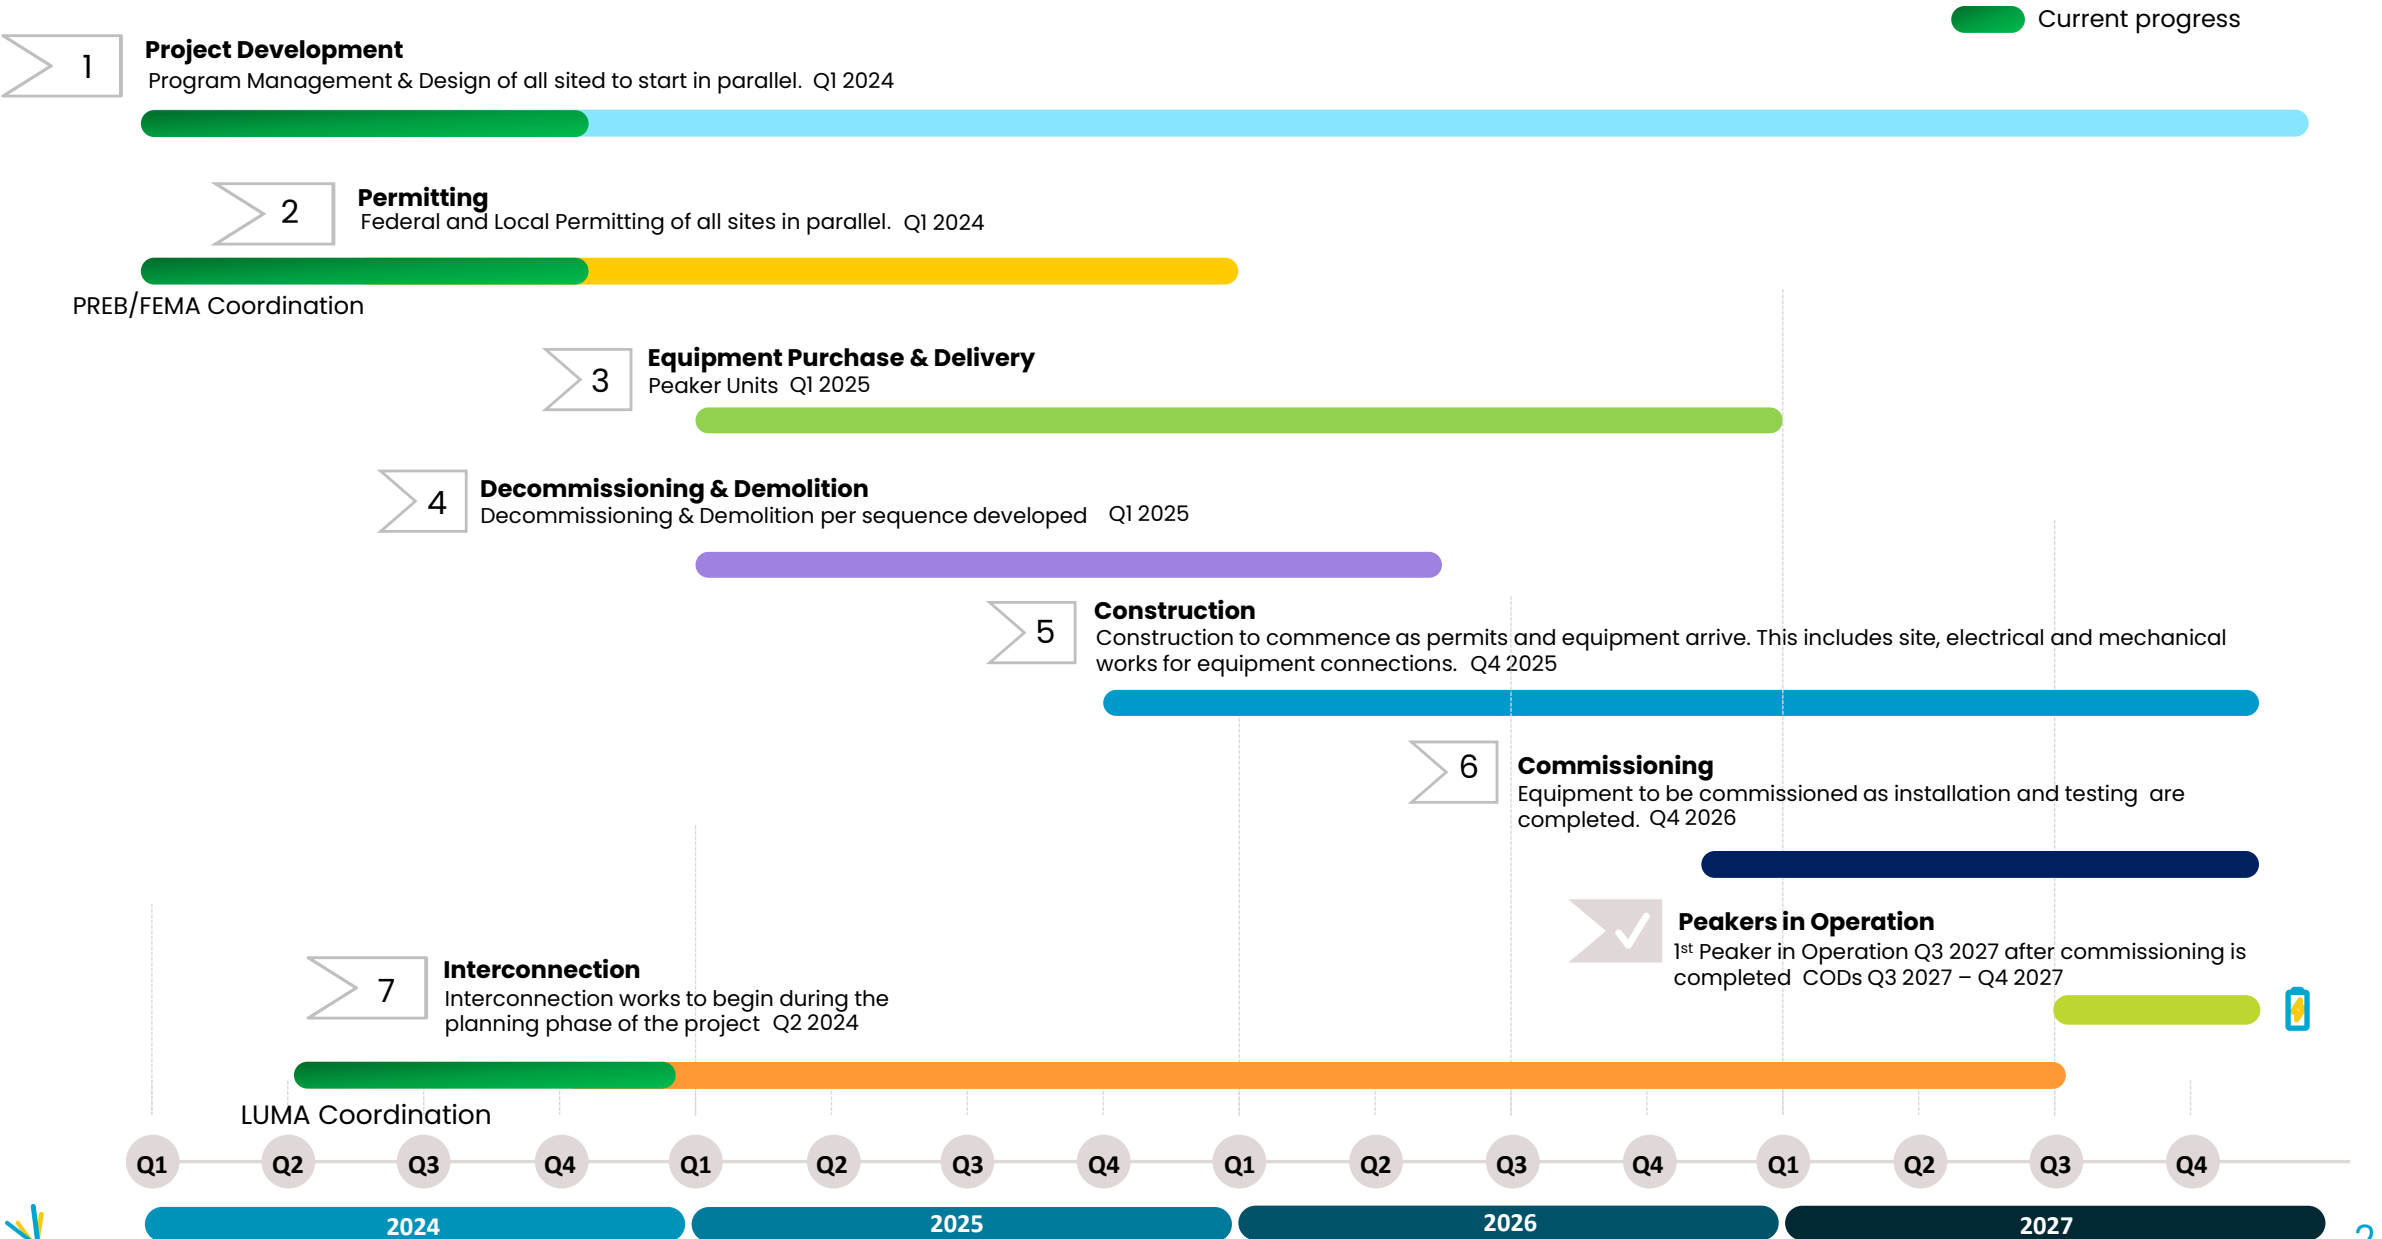 Current progress
1
Project Development
Program Management & Design of all sited to start in parallel. Q1 2024
2
Permitting
Federal and Local Permitting of all sites in parallel. Q1 2024
PREB/FEMA Coordination
3
Equipment Purchase & Delivery
Peaker Units Q1 2025
4
Decommissioning & Demolition
Decommissioning & Demolition per sequence developed Q1 2025
5
Construction
Construction to commence as permits and equipment arrive. This includes site, electrical and mechanical
works for equipment connections. Q4 2025
6
Commissioning
Equipment to be commissioned as installation and testing are
completed. Q4 2026
Peakers in Operation
1st Peaker in Operation Q3 2027 after commissioning is
completed CODs Q3 2027 – Q4 2027
7
Interconnection
Interconnection works to begin during the
planning phase of the project Q2 2024
LUMA Coordination
Q1 Q2 Q3 Q4 Q1 Q2 Q3 Q4 Q1 Q2 Q3 Q4 Q1 Q2 Q3 Q4
2024 2025 2026 2027